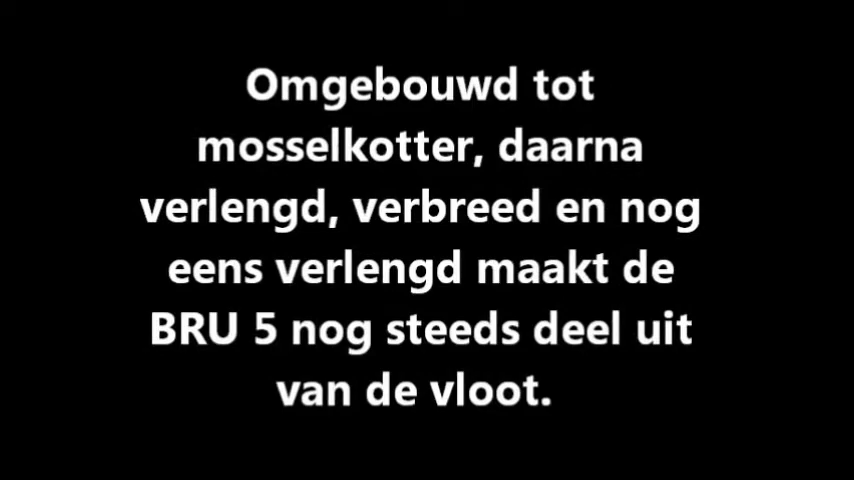 Omgebouwd tot
mosselkotter, daarna
verlengd, verbreed en nog
eens verlengd maakt de
BRU 5 nog steeds deel uit
van de vloot.